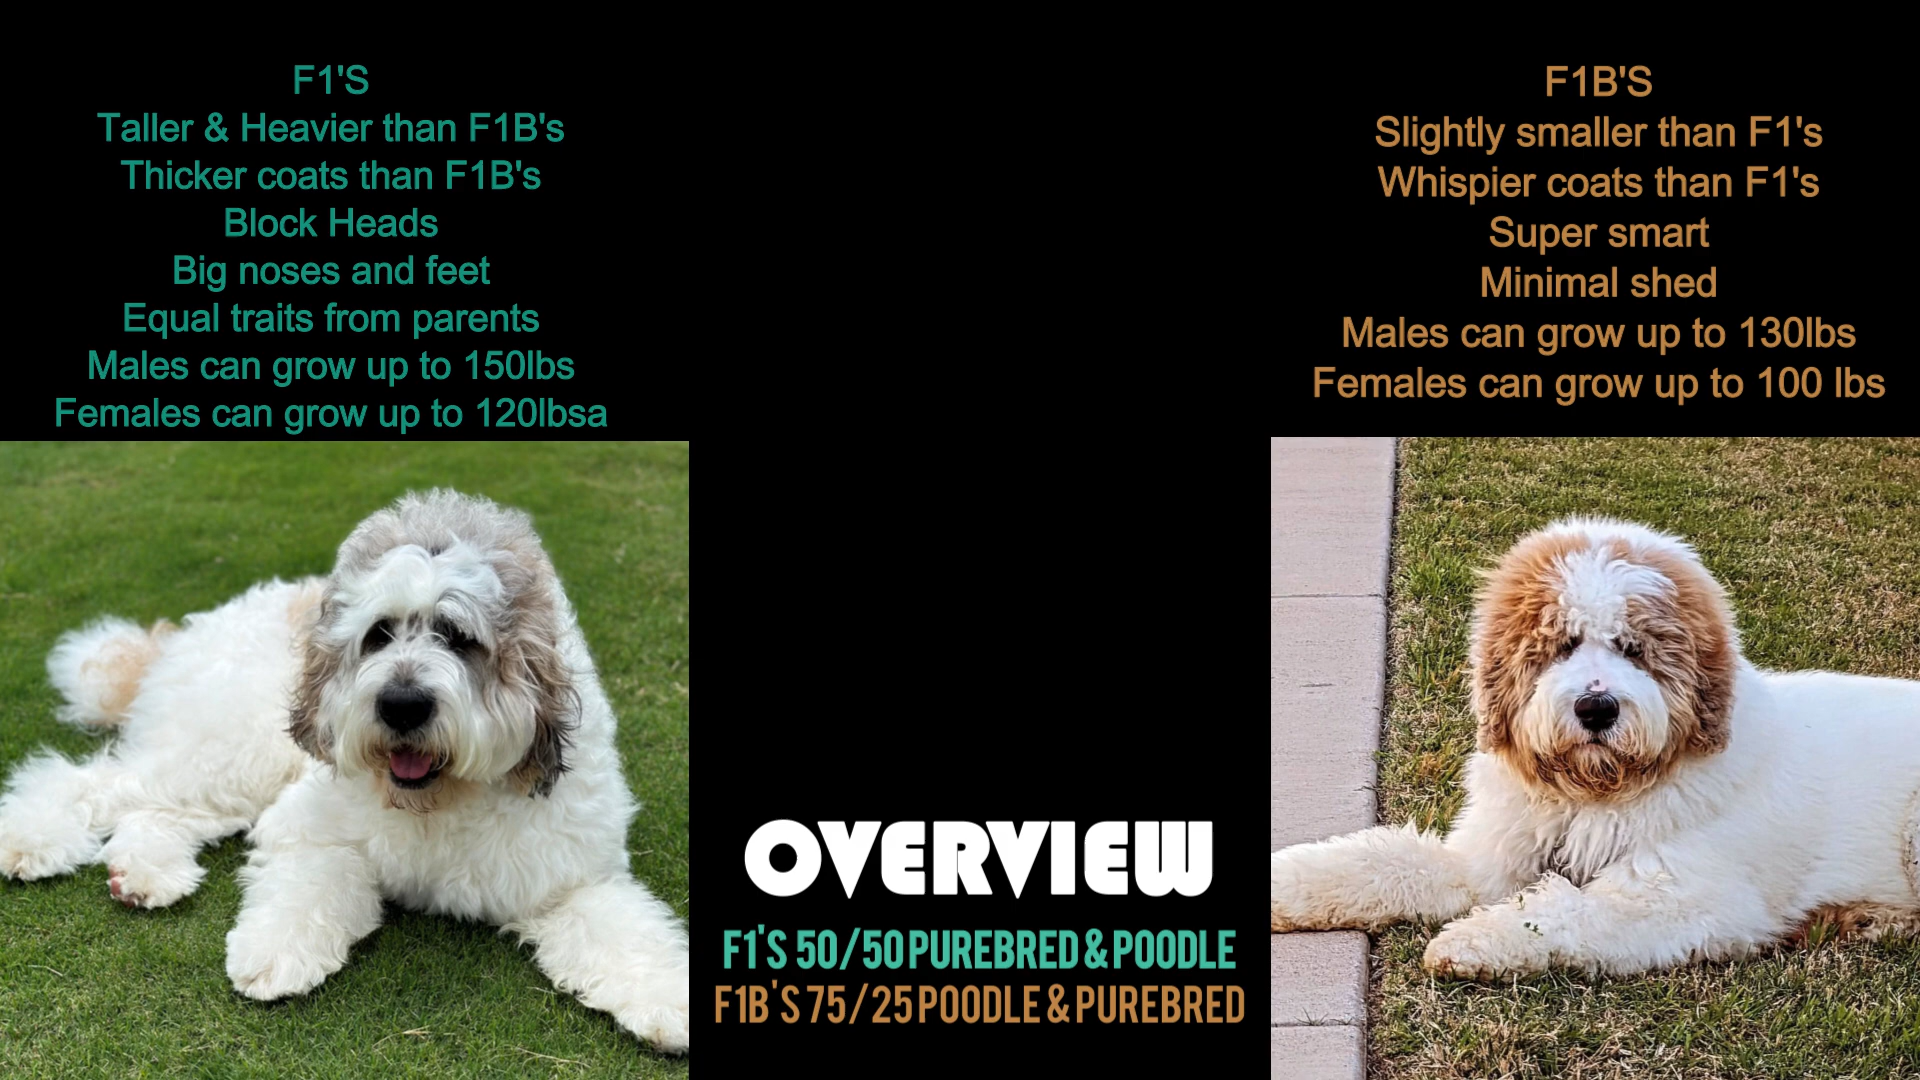 F1'S
Taller & Heavier than F1B's
Thicker coats than F1B's
Block Heads
Big noses and feet
Equal traits from parents
Males can grow up to 150lbs
Females can grow up to 120lbsa
F1B'S
Slightly smaller than F1's
Whispier coats than F1's
Super smart
Minimal shed
Males can grow up to 130lbs
Females can grow up to 100 lbs
OVERVIEW
F1'S 50/50 PUREBRED & POODLE
F1B'S 75/25 POODLE & PUREBRED